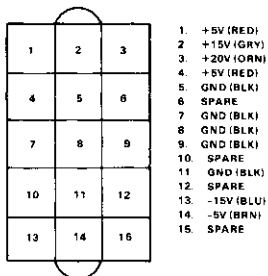 1 2 3
4 5 6
7 8 9
10 11 12
13 14 15
1. +5V (RED)
2 +15V (GRY)
3. +20V (ORN)
4. +5V (RED)
5. GND (BLK)
6 SPARE
7 GND (BLK)
8 GND (BLK)
9. GND (BLK)
10. SPARE
11 GND (BLK)
12. SPARE
13. -15V (BLU)
14. -5V (BRN)
15. SPARE